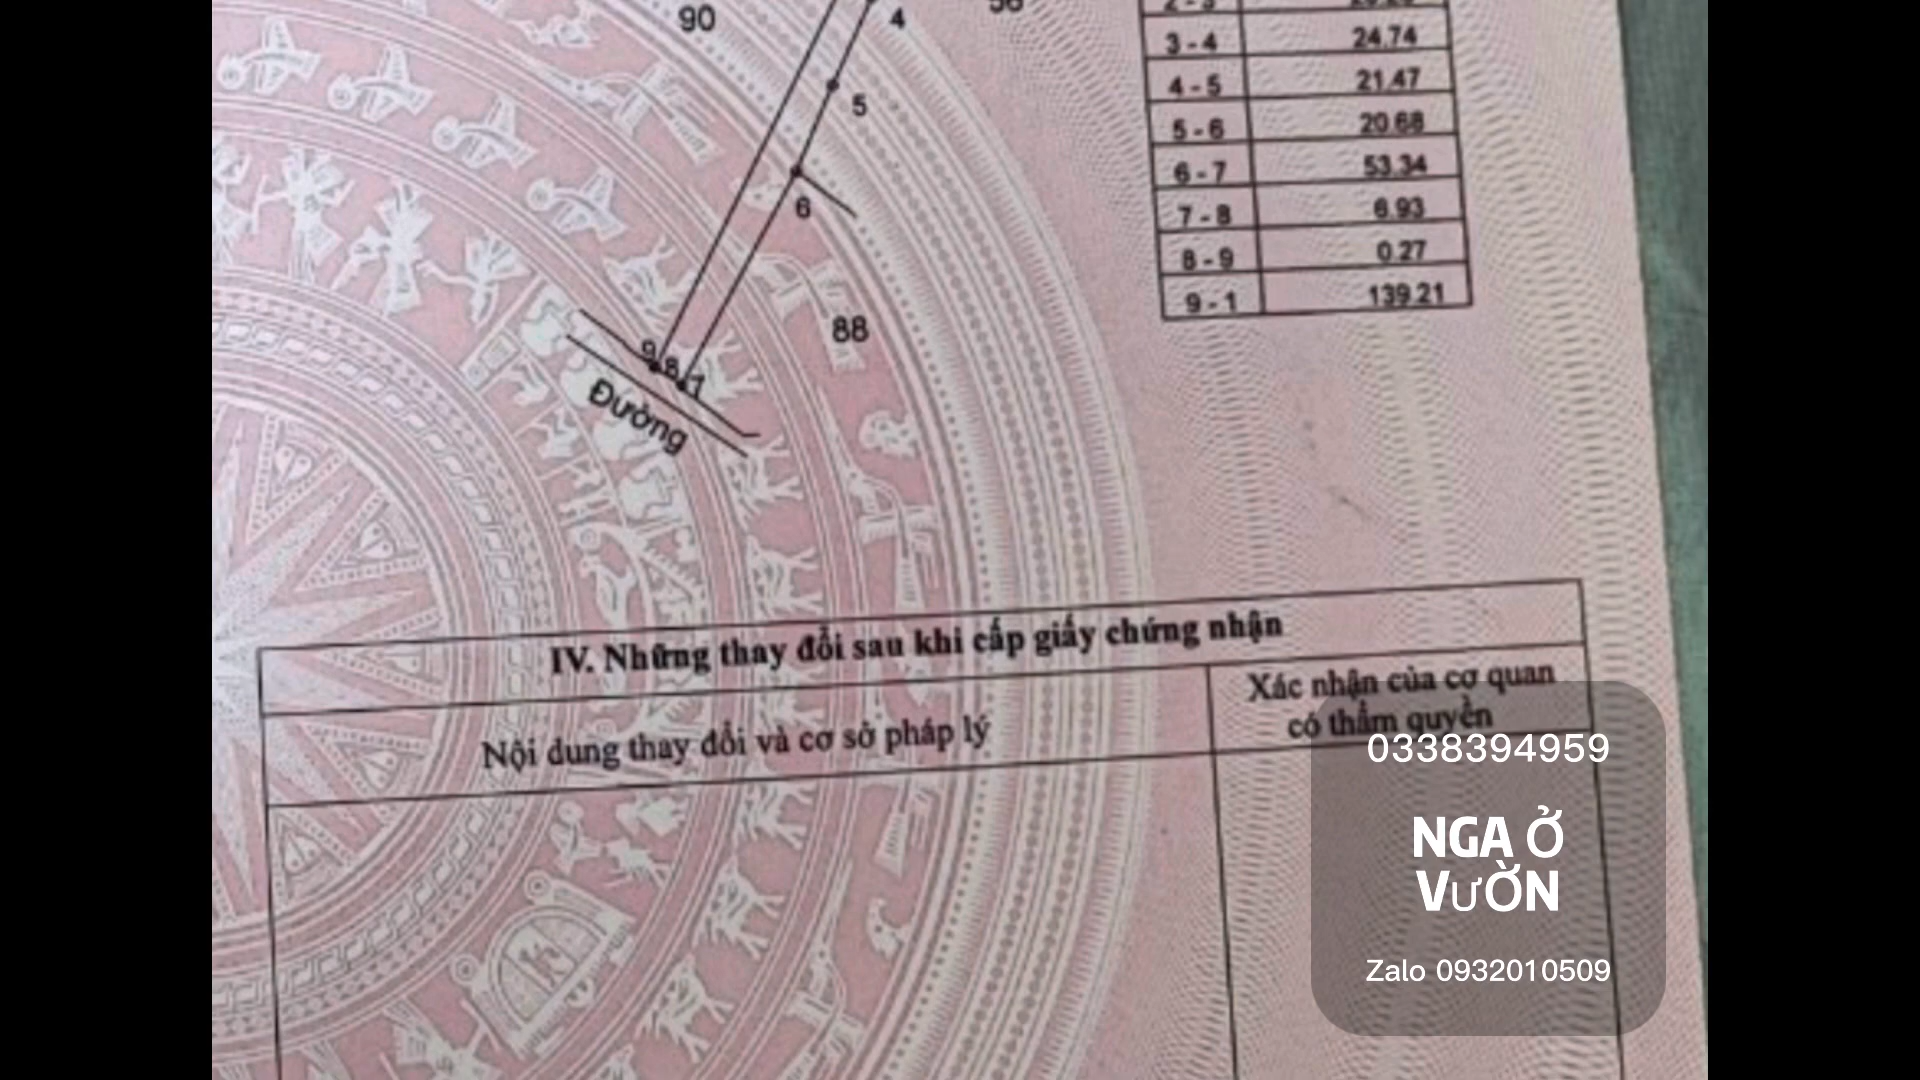 90
4
5
6
88
9
8
7
Đường
3 - 4 24.74
4 - 5 21.47
5 - 6 20.68
6 - 7 53.34
7 - 8 6.93
8 - 9 0.27
9 - 1 139.21
IV. Những thay đổi sau khi cấp giấy chứng nhận
Nội dung thay đổi và cơ sở pháp lý
Xác nhận của cơ quan
có thẩm quyền
0338394959
NGA Ở
VƯỜN
Zalo 0932010509